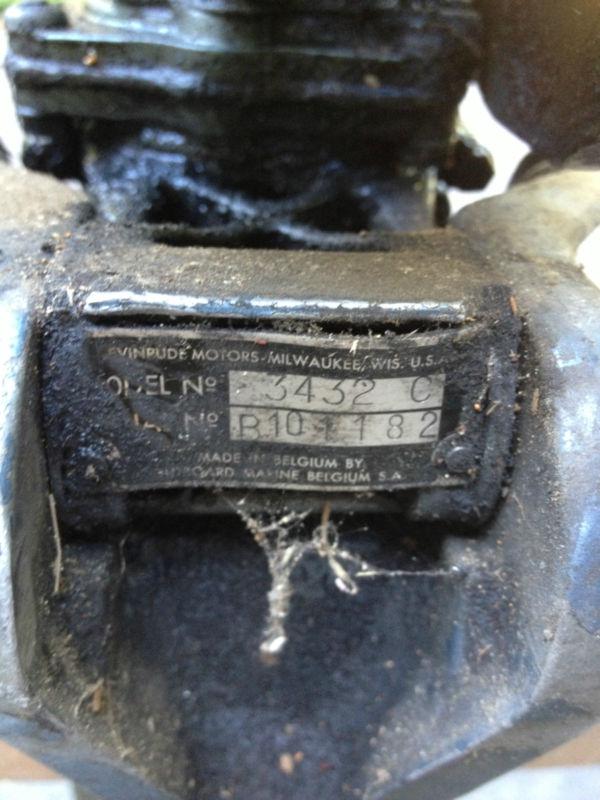 EVINRUDE MOTORS-MILWAUKEE, WIS. U.S.A.
MODEL Nº 3432 C
Nº B101182
MADE IN BELGIUM BY
MARINE BELGIUM S.A.